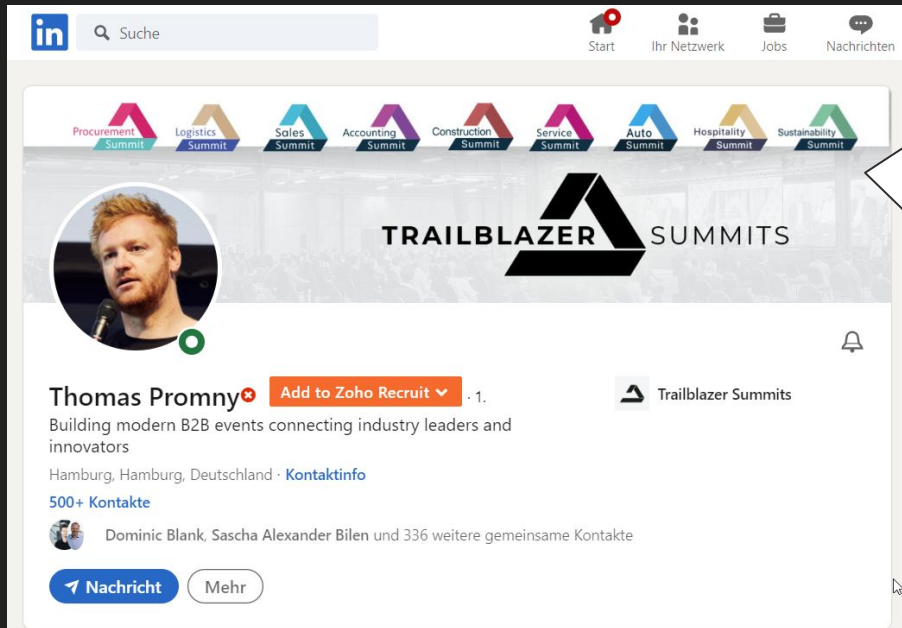 in
Suche
Start
Ihr Netzwerk
Jobs
Nachrichten
Procurement
Summit
Logistics
Summit
Sales
Summit
Accounting
Summit
Construction
Summit
Service
Summit
Auto
Summit
Hospitality
Summit
Sustainability
Summit
TRAILBLAZER SUMMITS
Thomas Promny Add to Zoho Recruit · 1.
Trailblazer Summits
Building modern B2B events connecting industry leaders and
innovators
Hamburg, Hamburg, Deutschland · Kontaktinfo
500+ Kontakte
Dominic Blank, Sascha Alexander Bilen und 336 weitere gemeinsame Kontakte
Nachricht
Mehr